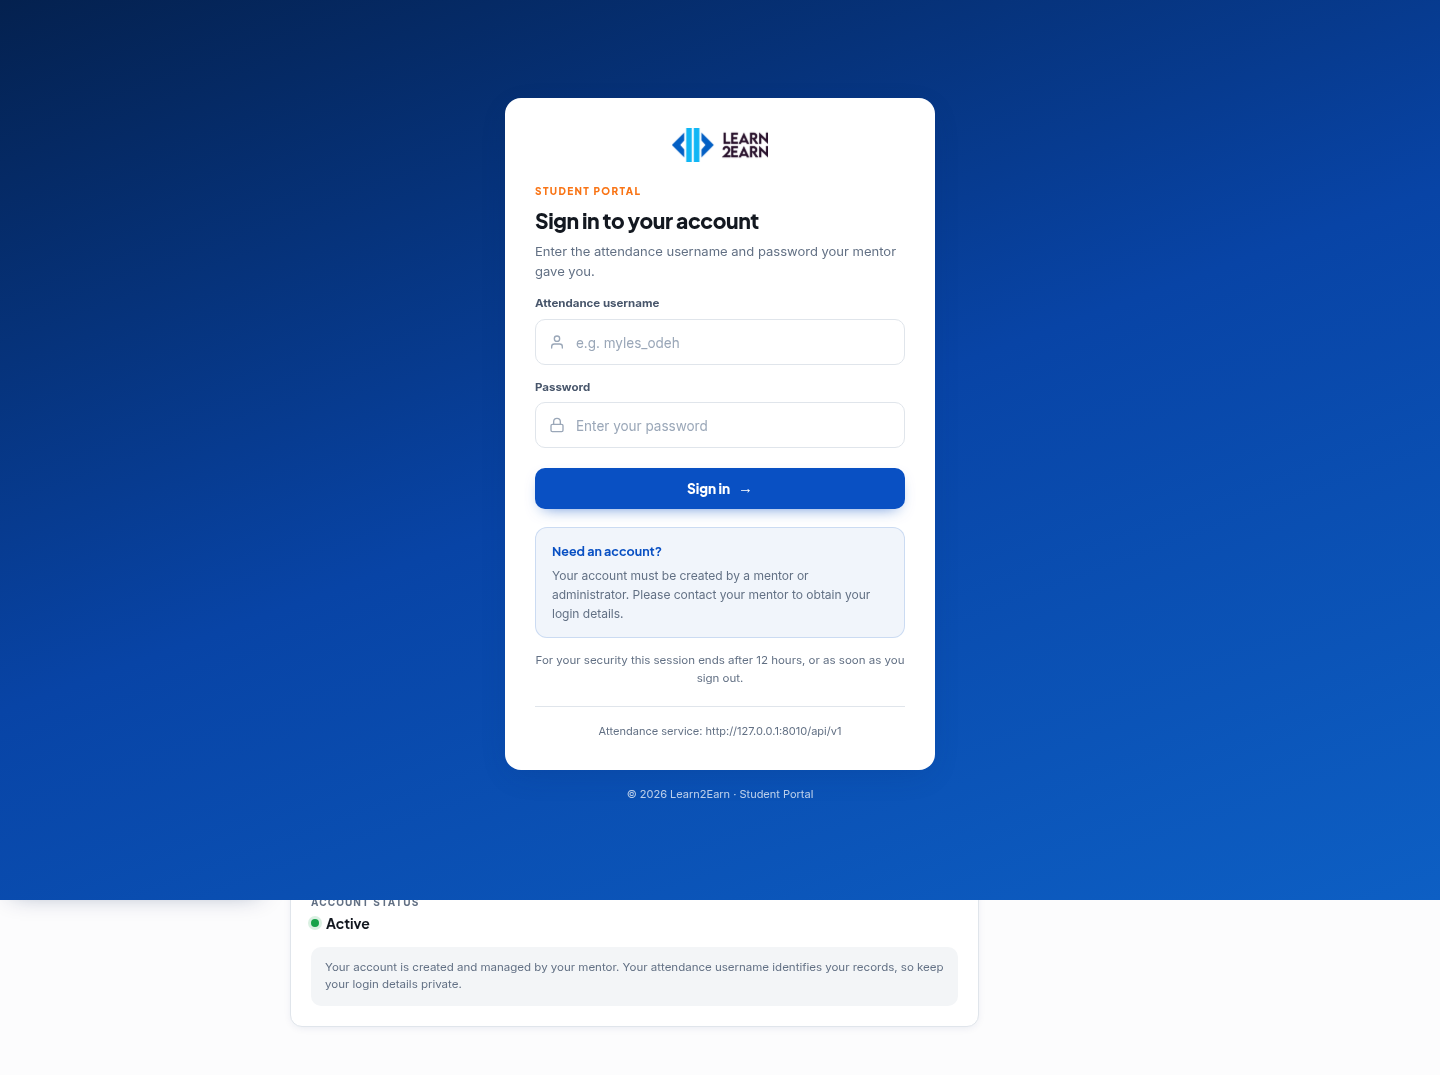 LEARN
2EARN
STUDENT PORTAL
Sign in to your account
Enter the attendance username and password your mentor
gave you.
Attendance username
e.g. myles_odeh
Password
Enter your password
Sign in →
Need an account?
Your account must be created by a mentor or
administrator. Please contact your mentor to obtain your
login details.
For your security this session ends after 12 hours, or as soon as you
sign out.
Attendance service: http://127.0.0.1:8010/api/v1
© 2026 Learn2Earn · Student Portal
ACCOUNT STATUS
Active
Your account is created and managed by your mentor. Your attendance username identifies your records, so keep
your login details private.